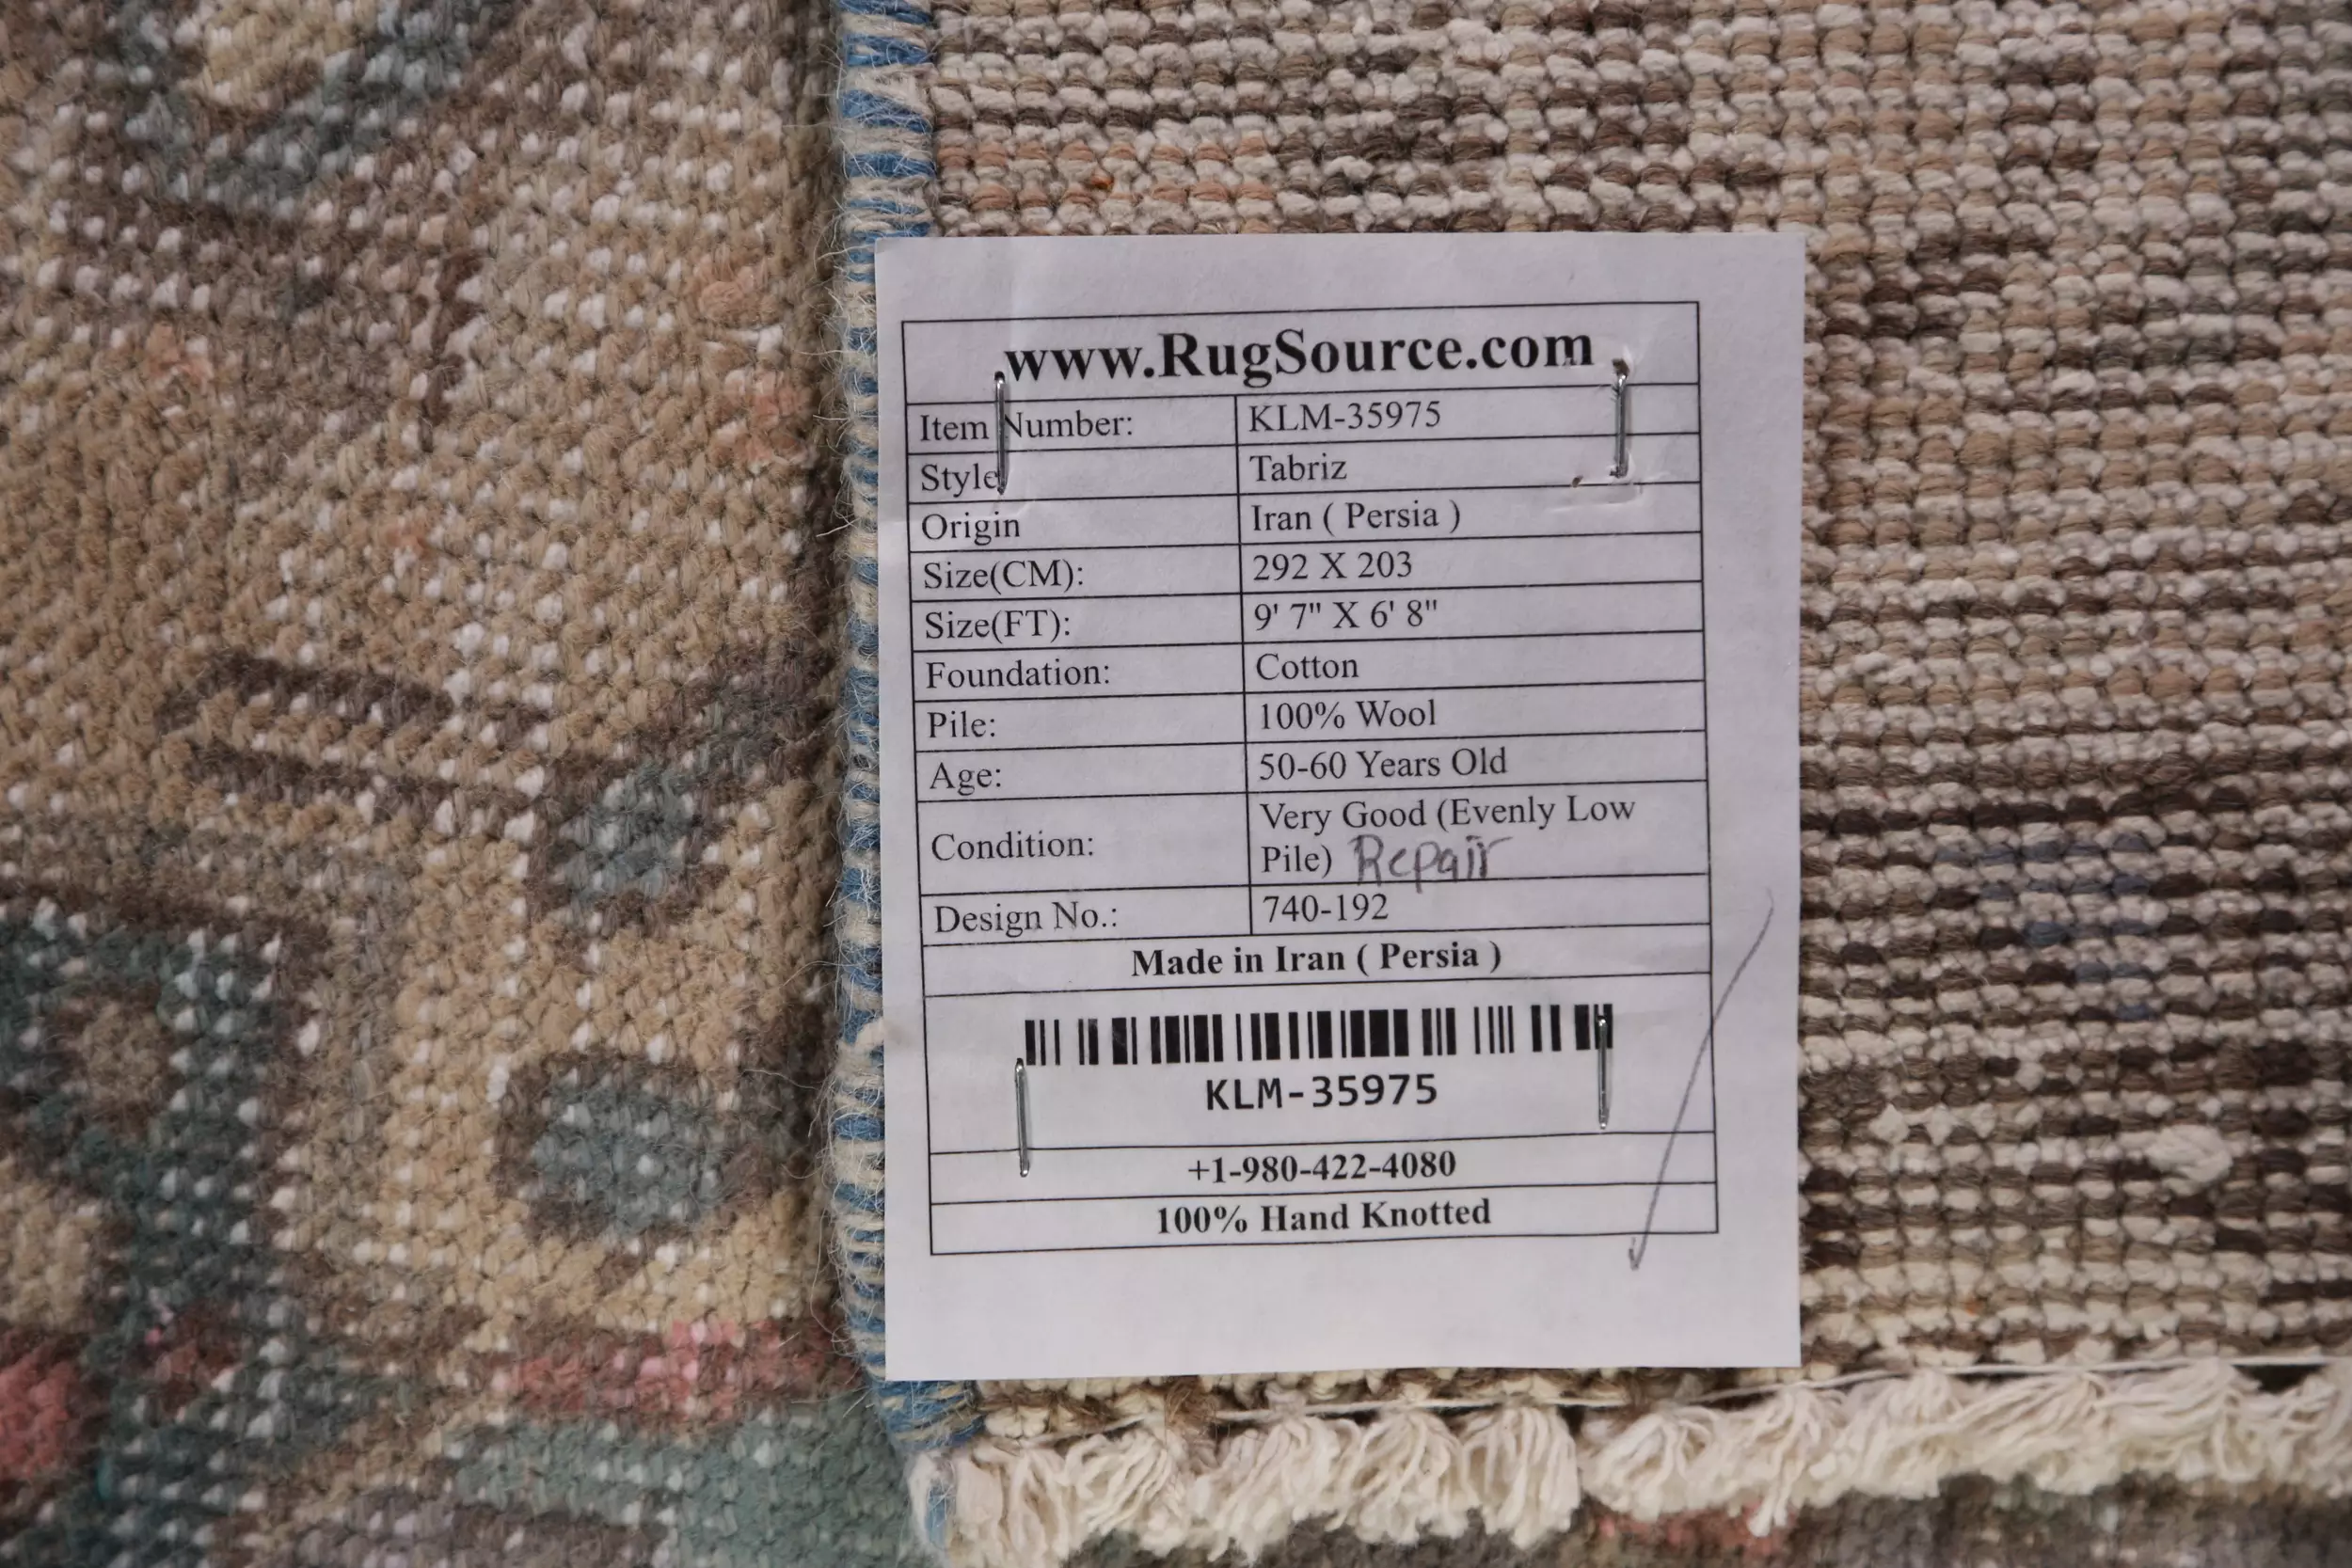 www.RugSource.com
Item Number: KLM-35975
Style Tabriz
Origin Iran ( Persia )
Size(CM): 292 X 203
Size(FT): 9' 7" X 6' 8"
Foundation: Cotton
Pile: 100% Wool
Age: 50-60 Years Old
Condition: Very Good (Evenly Low
Pile) Repair
Design No.: 740-192
Made in Iran ( Persia )
KLM-35975
+1-980-422-4080
100% Hand Knotted